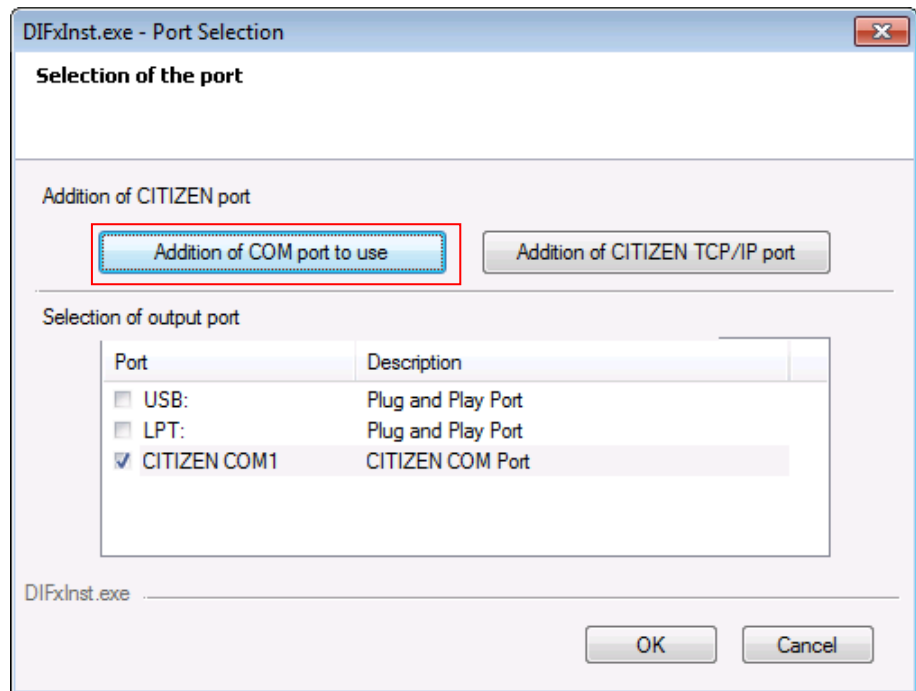 DIFxInst.exe - Port Selection
Selection of the port
Addition of CITIZEN port
Addition of COM port to use
Addition of CITIZEN TCP/IP port
Selection of output port
Port Description
USB: Plug and Play Port
LPT: Plug and Play Port
CITIZEN COM1 CITIZEN COM Port
DIFxInst.exe
OK Cancel